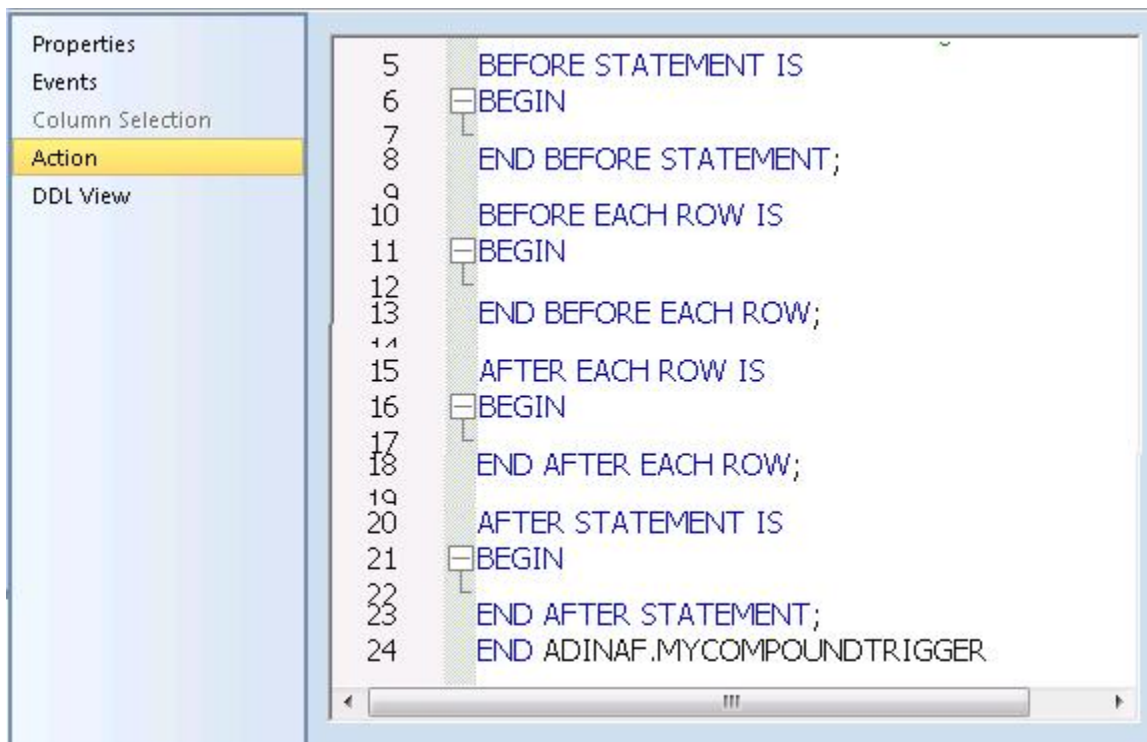 Properties
Events
Column Selection
Action
DDL View
5 BEFORE STATEMENT IS
6 BEGIN
7
8 END BEFORE STATEMENT;
9
10 BEFORE EACH ROW IS
11 BEGIN
12
13 END BEFORE EACH ROW;
14
15 AFTER EACH ROW IS
16 BEGIN
17
18 END AFTER EACH ROW;
19
20 AFTER STATEMENT IS
21 BEGIN
22
23 END AFTER STATEMENT;
24 END ADINAF.MYCOMPOUNDTRIGGER